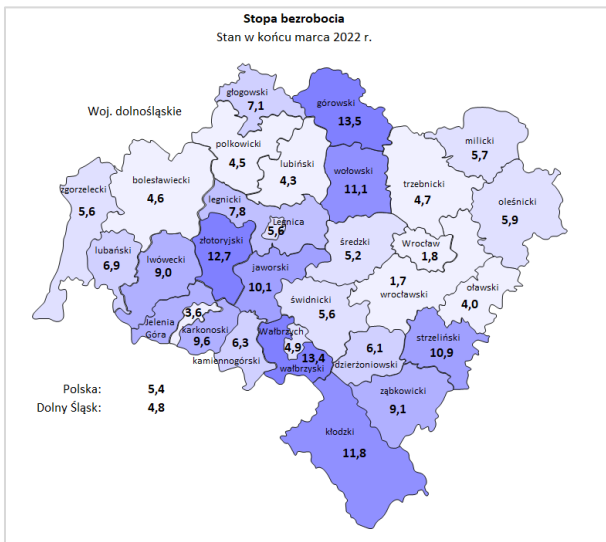 Stopa bezrobocia
Stan w końcu marca 2022 r.
Woj. dolnośląskie
głogowski
7,1
górowski
13,5
polkowicki
4,5
lubiński
4,3
wołowski
11,1
milicki
5,7
trzebnicki
4,7
oleśnicki
5,9
zgorzelecki
5,6
bolesławiecki
4,6
legnicki
7,8
Legnica
5,6
złotoryjski
12,7
średzki
5,2
Wrocław
1,8
lubański
6,9
lwówecki
9,0
jaworski
10,1
1,7
wrocławski
oławski
4,0
świdnicki
5,6
3,6
Jelenia
Góra
karkonoski
9,6
kamiennogórski
6,3
Wałbrzych
4,9
13,4
wałbrzyski
6,1
dzierżoniowski
strzeliński
10,9
ząbkowicki
9,1
kłodzki
11,8
Polska: 5,4
Dolny Śląsk: 4,8